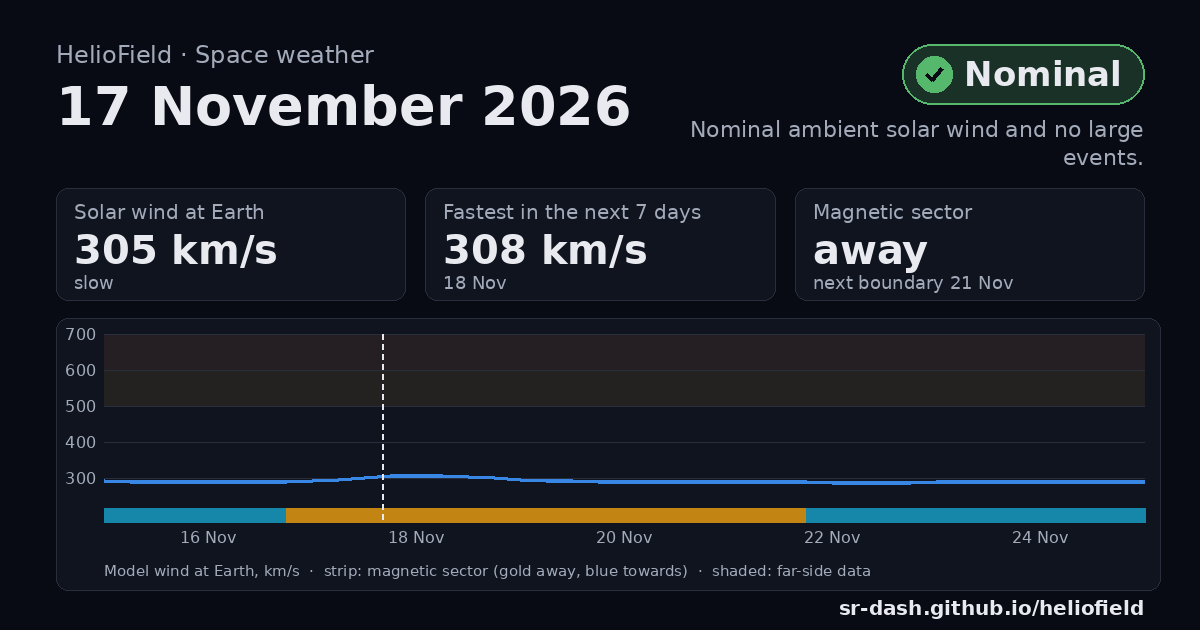 HelioField · Space weather
17 November 2026
Nominal
Nominal ambient solar wind and no large
events.
Solar wind at Earth
305 km/s
slow
Fastest in the next 7 days
308 km/s
18 Nov
Magnetic sector
away
next boundary 21 Nov
700
600
500
400
300
16 Nov
18 Nov
20 Nov
22 Nov
24 Nov
Model wind at Earth, km/s · strip: magnetic sector (gold away, blue towards) · shaded: far-side data
sr-dash.github.io/heliofield